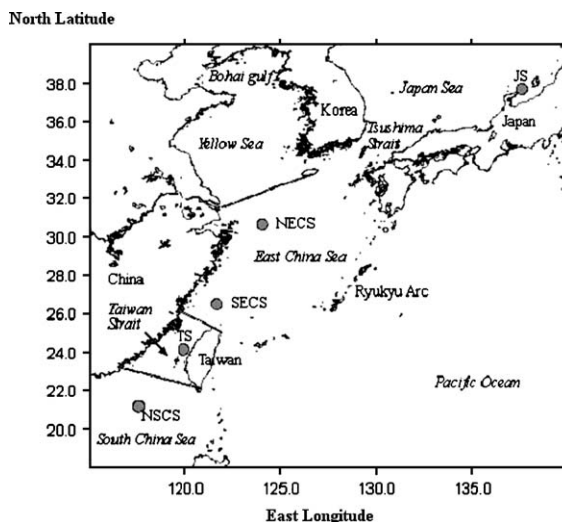 North Latitude
38.0
36.0
34.0
32.0
30.0
28.0
26.0
24.0
22.0
20.0
Bohai gulf
Korea
Japan Sea
JS
Japan
Tsushima
Strait
Yellow Sea
NECS
East China Sea
China
SECS
Ryukyu Arc
Taiwan
Strait
TS
Taiwan
Pacific Ocean
NSCS
South China Sea
120.0
125.0
130.0
135.0
East Longitude